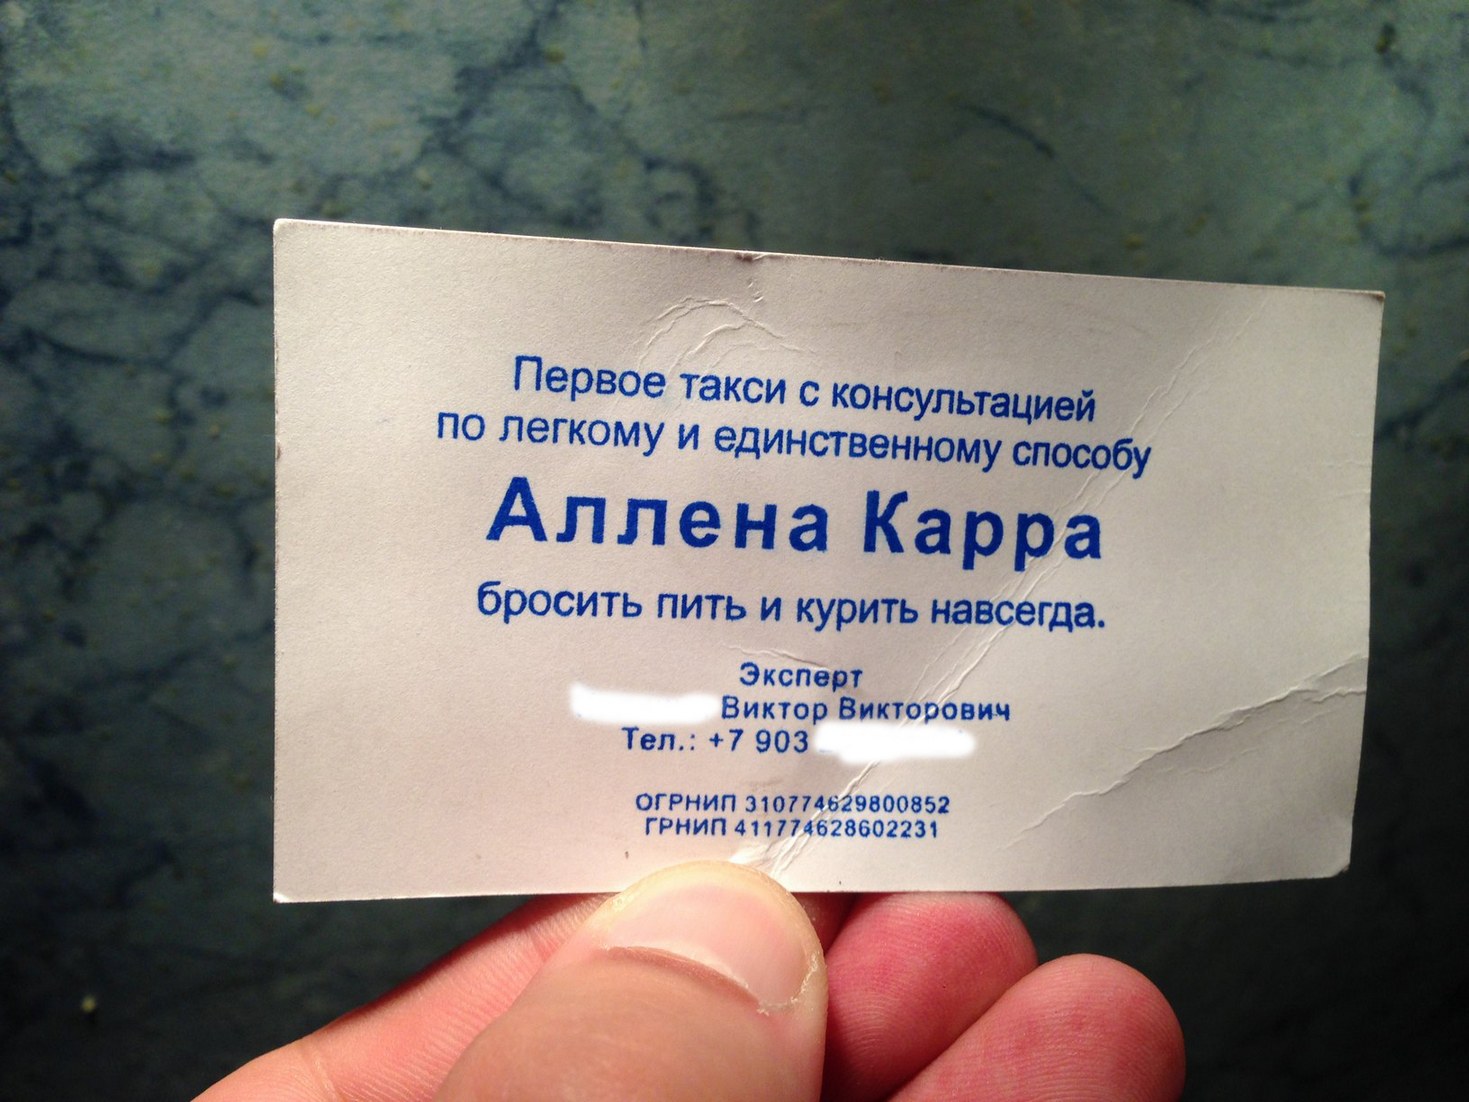 Первое такси с консультацией
по легкому и единственному способу
Аллена Карра
бросить пить и курить навсегда.
Эксперт
Виктор Викторович
Тел.: +7 903
ОГРНИП 310774629800852
ГРНИП 411774628602231